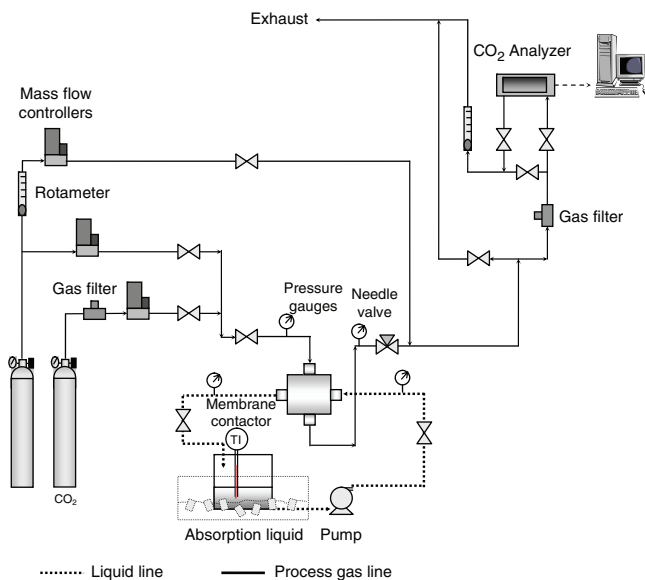 Exhaust
CO2 Analyzer
Mass flow
controllers
Rotameter
Gas filter
Gas filter
Pressure
gauges
Needle
valve
Membrane
contactor
TI
CO2
Absorption liquid
Pump
Liquid line
Process gas line